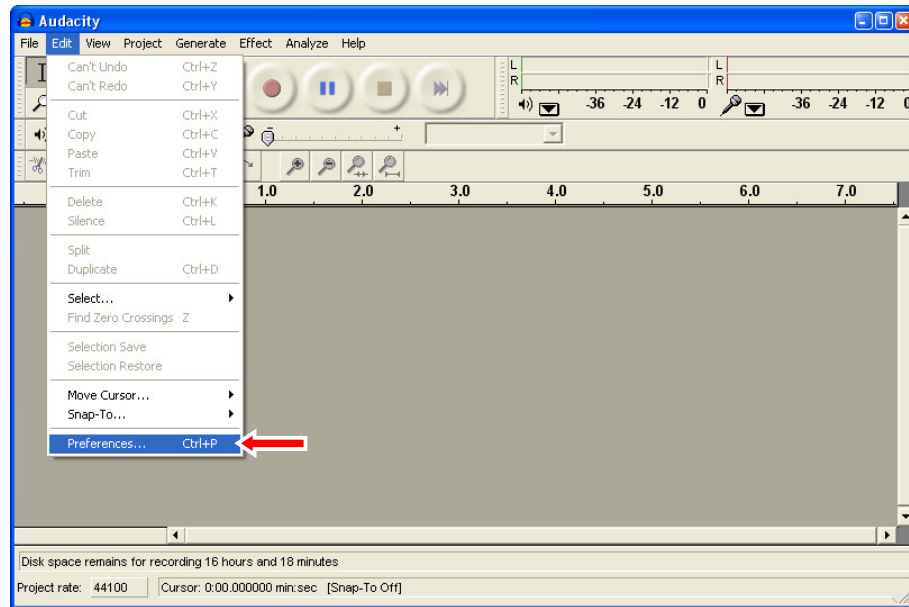 Audacity
File Edit View Project Generate Effect Analyze Help
Can't Undo Ctrl+Z
Can't Redo Ctrl+Y
Cut Ctrl+X
Copy Ctrl+C
Paste Ctrl+V
Trim Ctrl+T
Delete Ctrl+K
Silence Ctrl+L
Split
Duplicate Ctrl+D
Select...
Find Zero Crossings Z
Selection Save
Selection Restore
Move Cursor...
Snap-To...
Preferences... Ctrl+P
L L
R R
-36 -24 -12 0 -36 -24 -12 0
- +
1.0 2.0 3.0 4.0 5.0 6.0 7.0
Disk space remains for recording 16 hours and 18 minutes
Project rate: 44100 Cursor: 0:00.000000 min:sec [Snap-To Off]